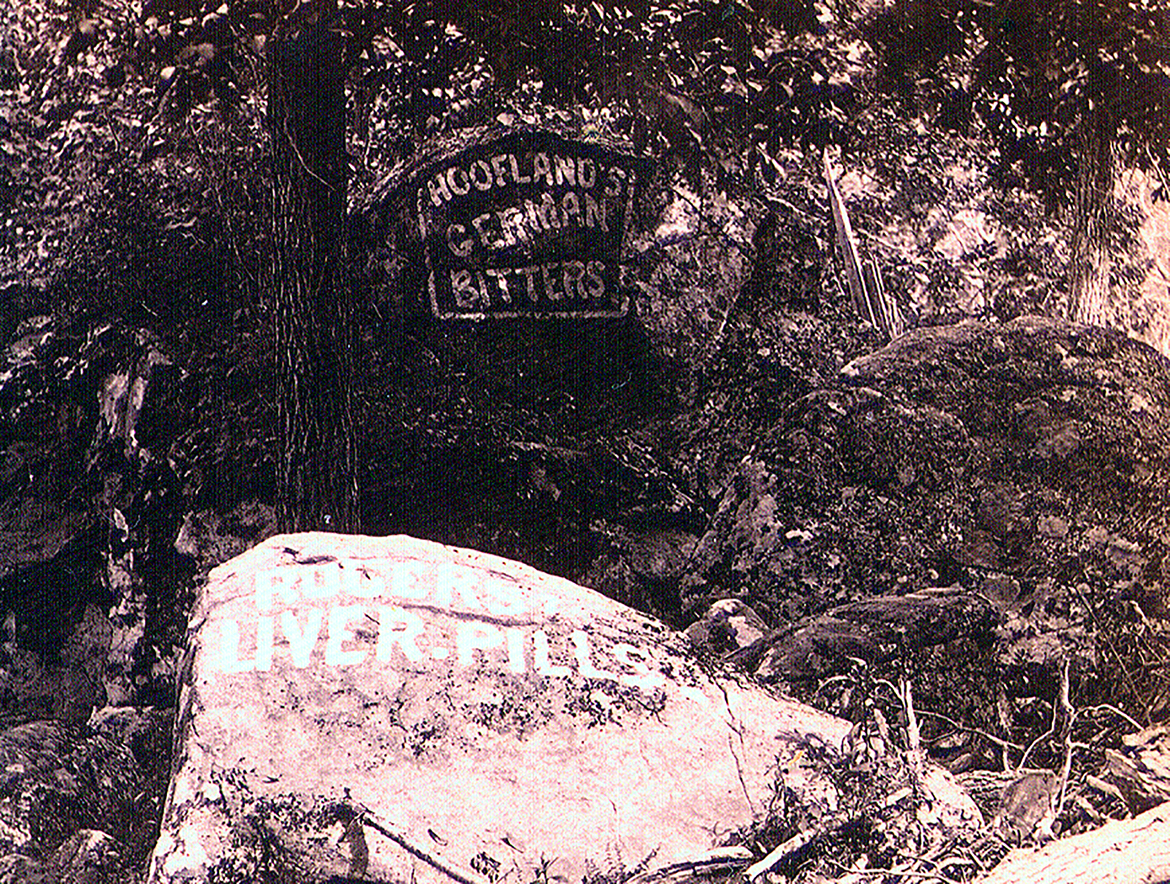 HOOFLAND'S
GERMAN
BITTERS
LIVER-PILLS